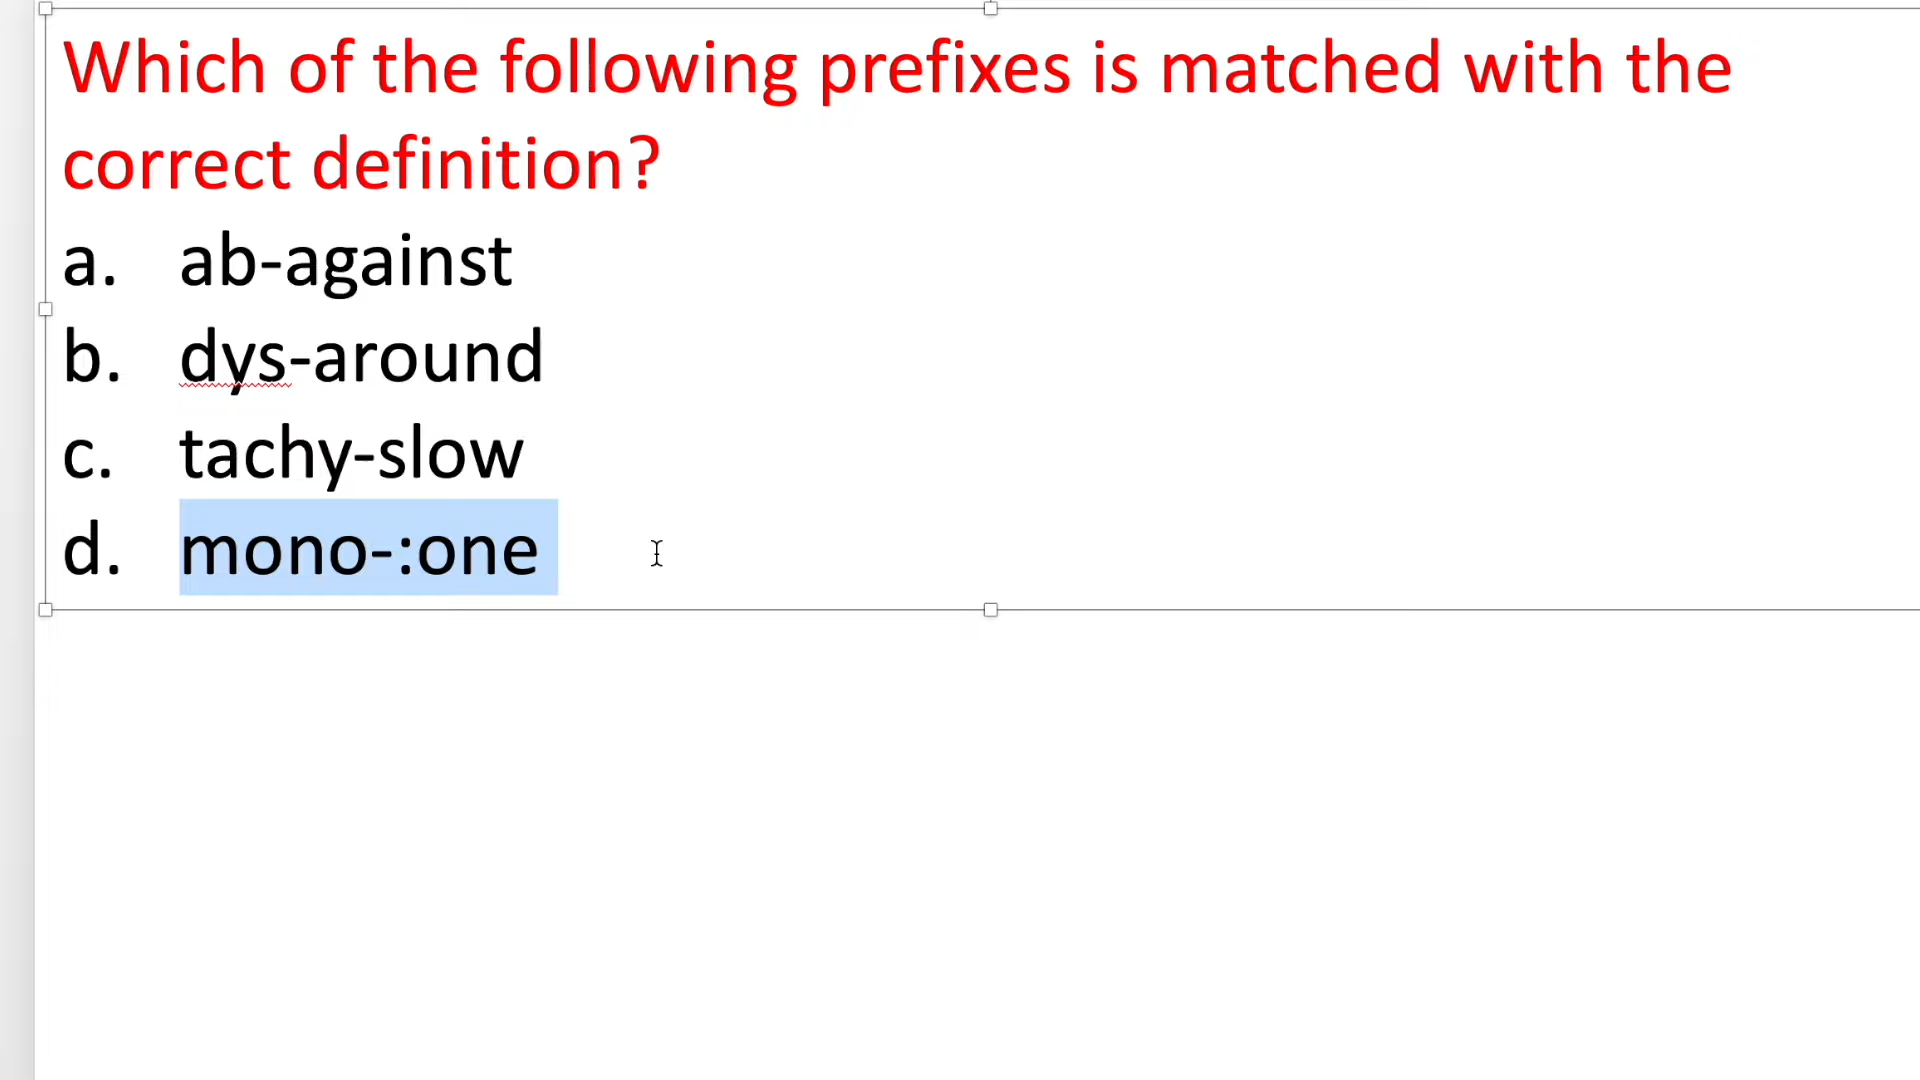 Which of the following prefixes is matched with the
correct definition?
a. ab-against
b. dys-around
c. tachy-slow
d. mono-:one